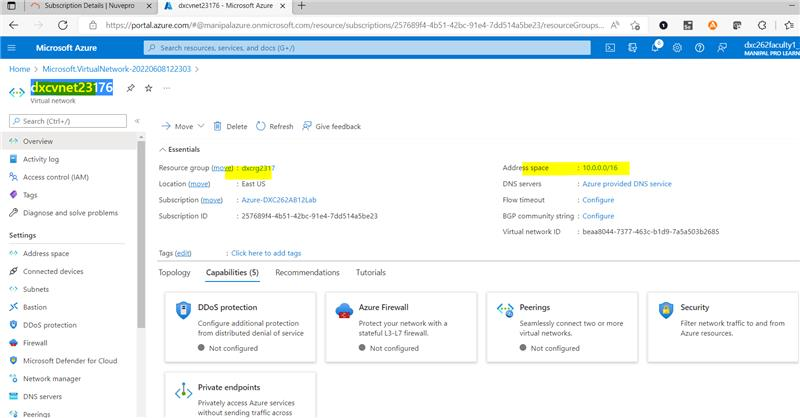 Subscription Details | Nuvepro
dxcvnet23176 - Microsoft Azure
https://portal.azure.com/#@manipalazure.onmicrosoft.com/resource/subscriptions/257689f4-4b51-42bc-91e4-7dd514a5be23/resourceGroups...
Microsoft Azure
Search resources, services, and docs (G+/)
1
dxc262faculty1_
MANIPAL PRO LEARN
Home > Microsoft.VirtualNetwork-20220608122303 >
dxcvnet23176
Virtual network
Search (Ctrl+/)
Move
Delete
Refresh
Give feedback
Overview
Activity log
Access control (IAM)
Tags
Diagnose and solve problems
Settings
Address space
Connected devices
Subnets
Bastion
DDoS protection
Firewall
Microsoft Defender for Cloud
Network manager
DNS servers
Peerings
Essentials
Resource group (move) : dxcrg2317
Location (move) : East US
Subscription (move) : Azure-DXC262AB12Lab
Subscription ID : 257689f4-4b51-42bc-91e4-7dd514a5be23
Address space : 10.0.0.0/16
DNS servers : Azure provided DNS service
Flow timeout : Configure
BGP community string : Configure
Virtual network ID : beaa8044-7377-463c-b1d9-7a5a503b2685
Tags (edit) : Click here to add tags
Topology Capabilities (5) Recommendations Tutorials
DDoS protection
Configure additional protection
from distributed denial of service
Not configured
Azure Firewall
Protect your network with a
stateful L3-L7 firewall.
Not configured
Peerings
Seamlessly connect two or more
virtual networks.
Not configured
Security
Filter network traffic to and from
Azure resources.
Private endpoints
Privately access Azure services
without sending traffic across